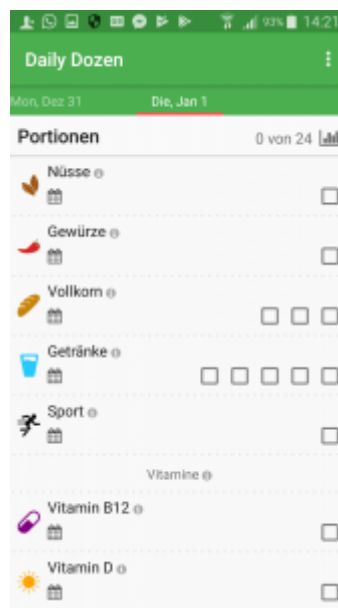 93% 14:21
Daily Dozen
Mon, Dez 31 Die, Jan 1
Portionen 0 von 24
Nüsse
Gewürze
Vollkorn
Getränke
Sport
Vitamine
Vitamin B12
Vitamin D